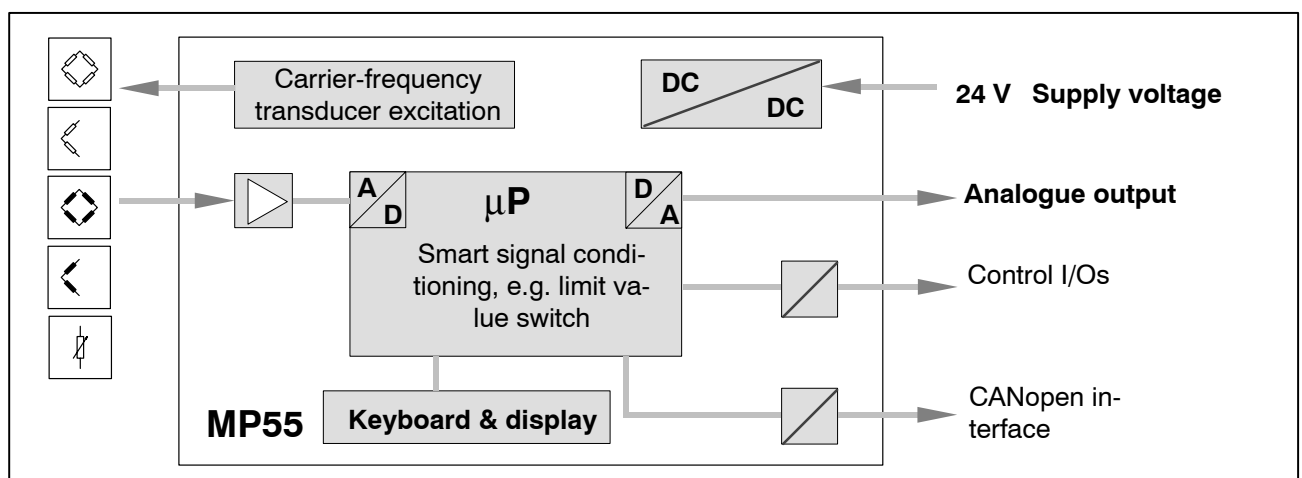 Carrier-frequency
transducer excitation
DC
DC
24 V Supply voltage
A
D
μP
D
A
Analogue output
Smart signal condi-
tioning, e.g. limit va-
lue switch
Control I/Os
MP55
Keyboard & display
CANopen in-
terface